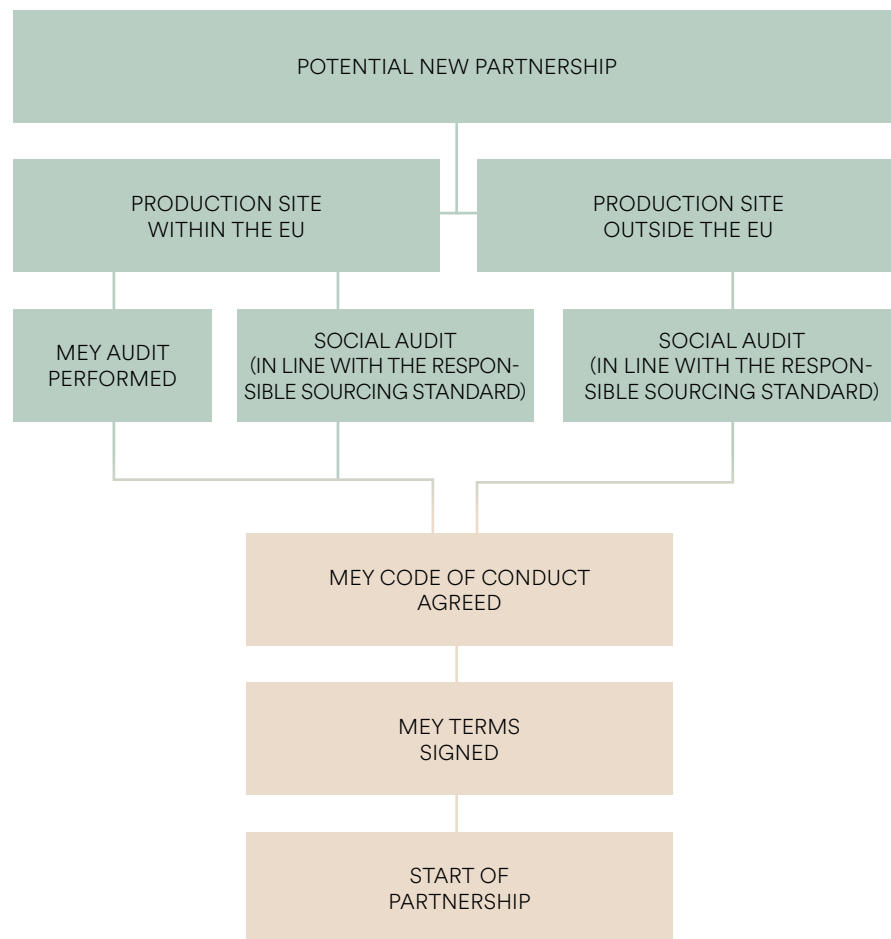 POTENTIAL NEW PARTNERSHIP
PRODUCTION SITE
WITHIN THE EU
PRODUCTION SITE
OUTSIDE THE EU
MEY AUDIT
PERFORMED
SOCIAL AUDIT
(IN LINE WITH THE RESPON-
SIBLE SOURCING STANDARD)
SOCIAL AUDIT
(IN LINE WITH THE RESPON-
SIBLE SOURCING STANDARD)
MEY CODE OF CONDUCT
AGREED
MEY TERMS
SIGNED
START OF
PARTNERSHIP